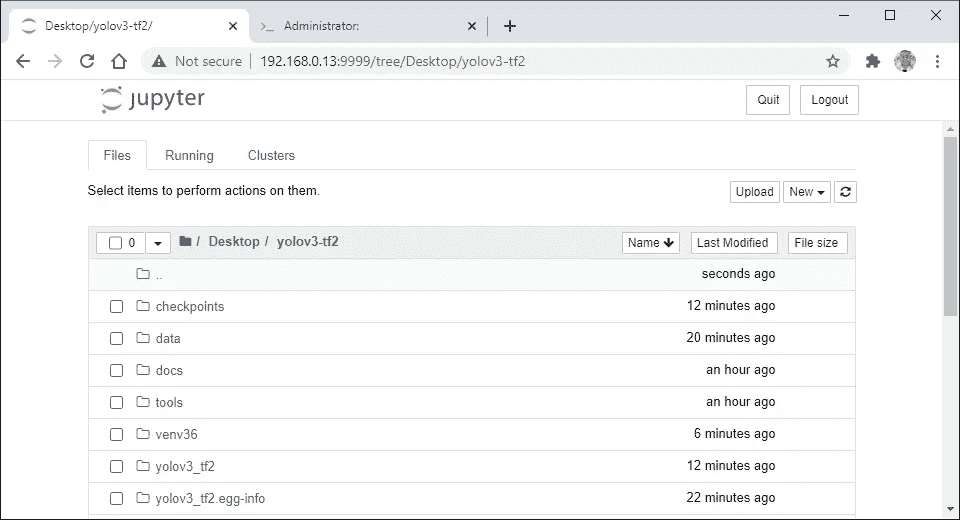 Desktop/yolov3-tf2/
>_ Administrator:
Not secure | 192.168.0.13:9999/tree/Desktop/yolov3-tf2
jupyter Quit Logout
Files Running Clusters
Select items to perform actions on them. Upload New
0 / Desktop / yolov3-tf2 Name Last Modified File size
.. seconds ago
checkpoints 12 minutes ago
data 20 minutes ago
docs an hour ago
tools an hour ago
venv36 6 minutes ago
yolov3_tf2 12 minutes ago
yolov3_tf2.egg-info 22 minutes ago